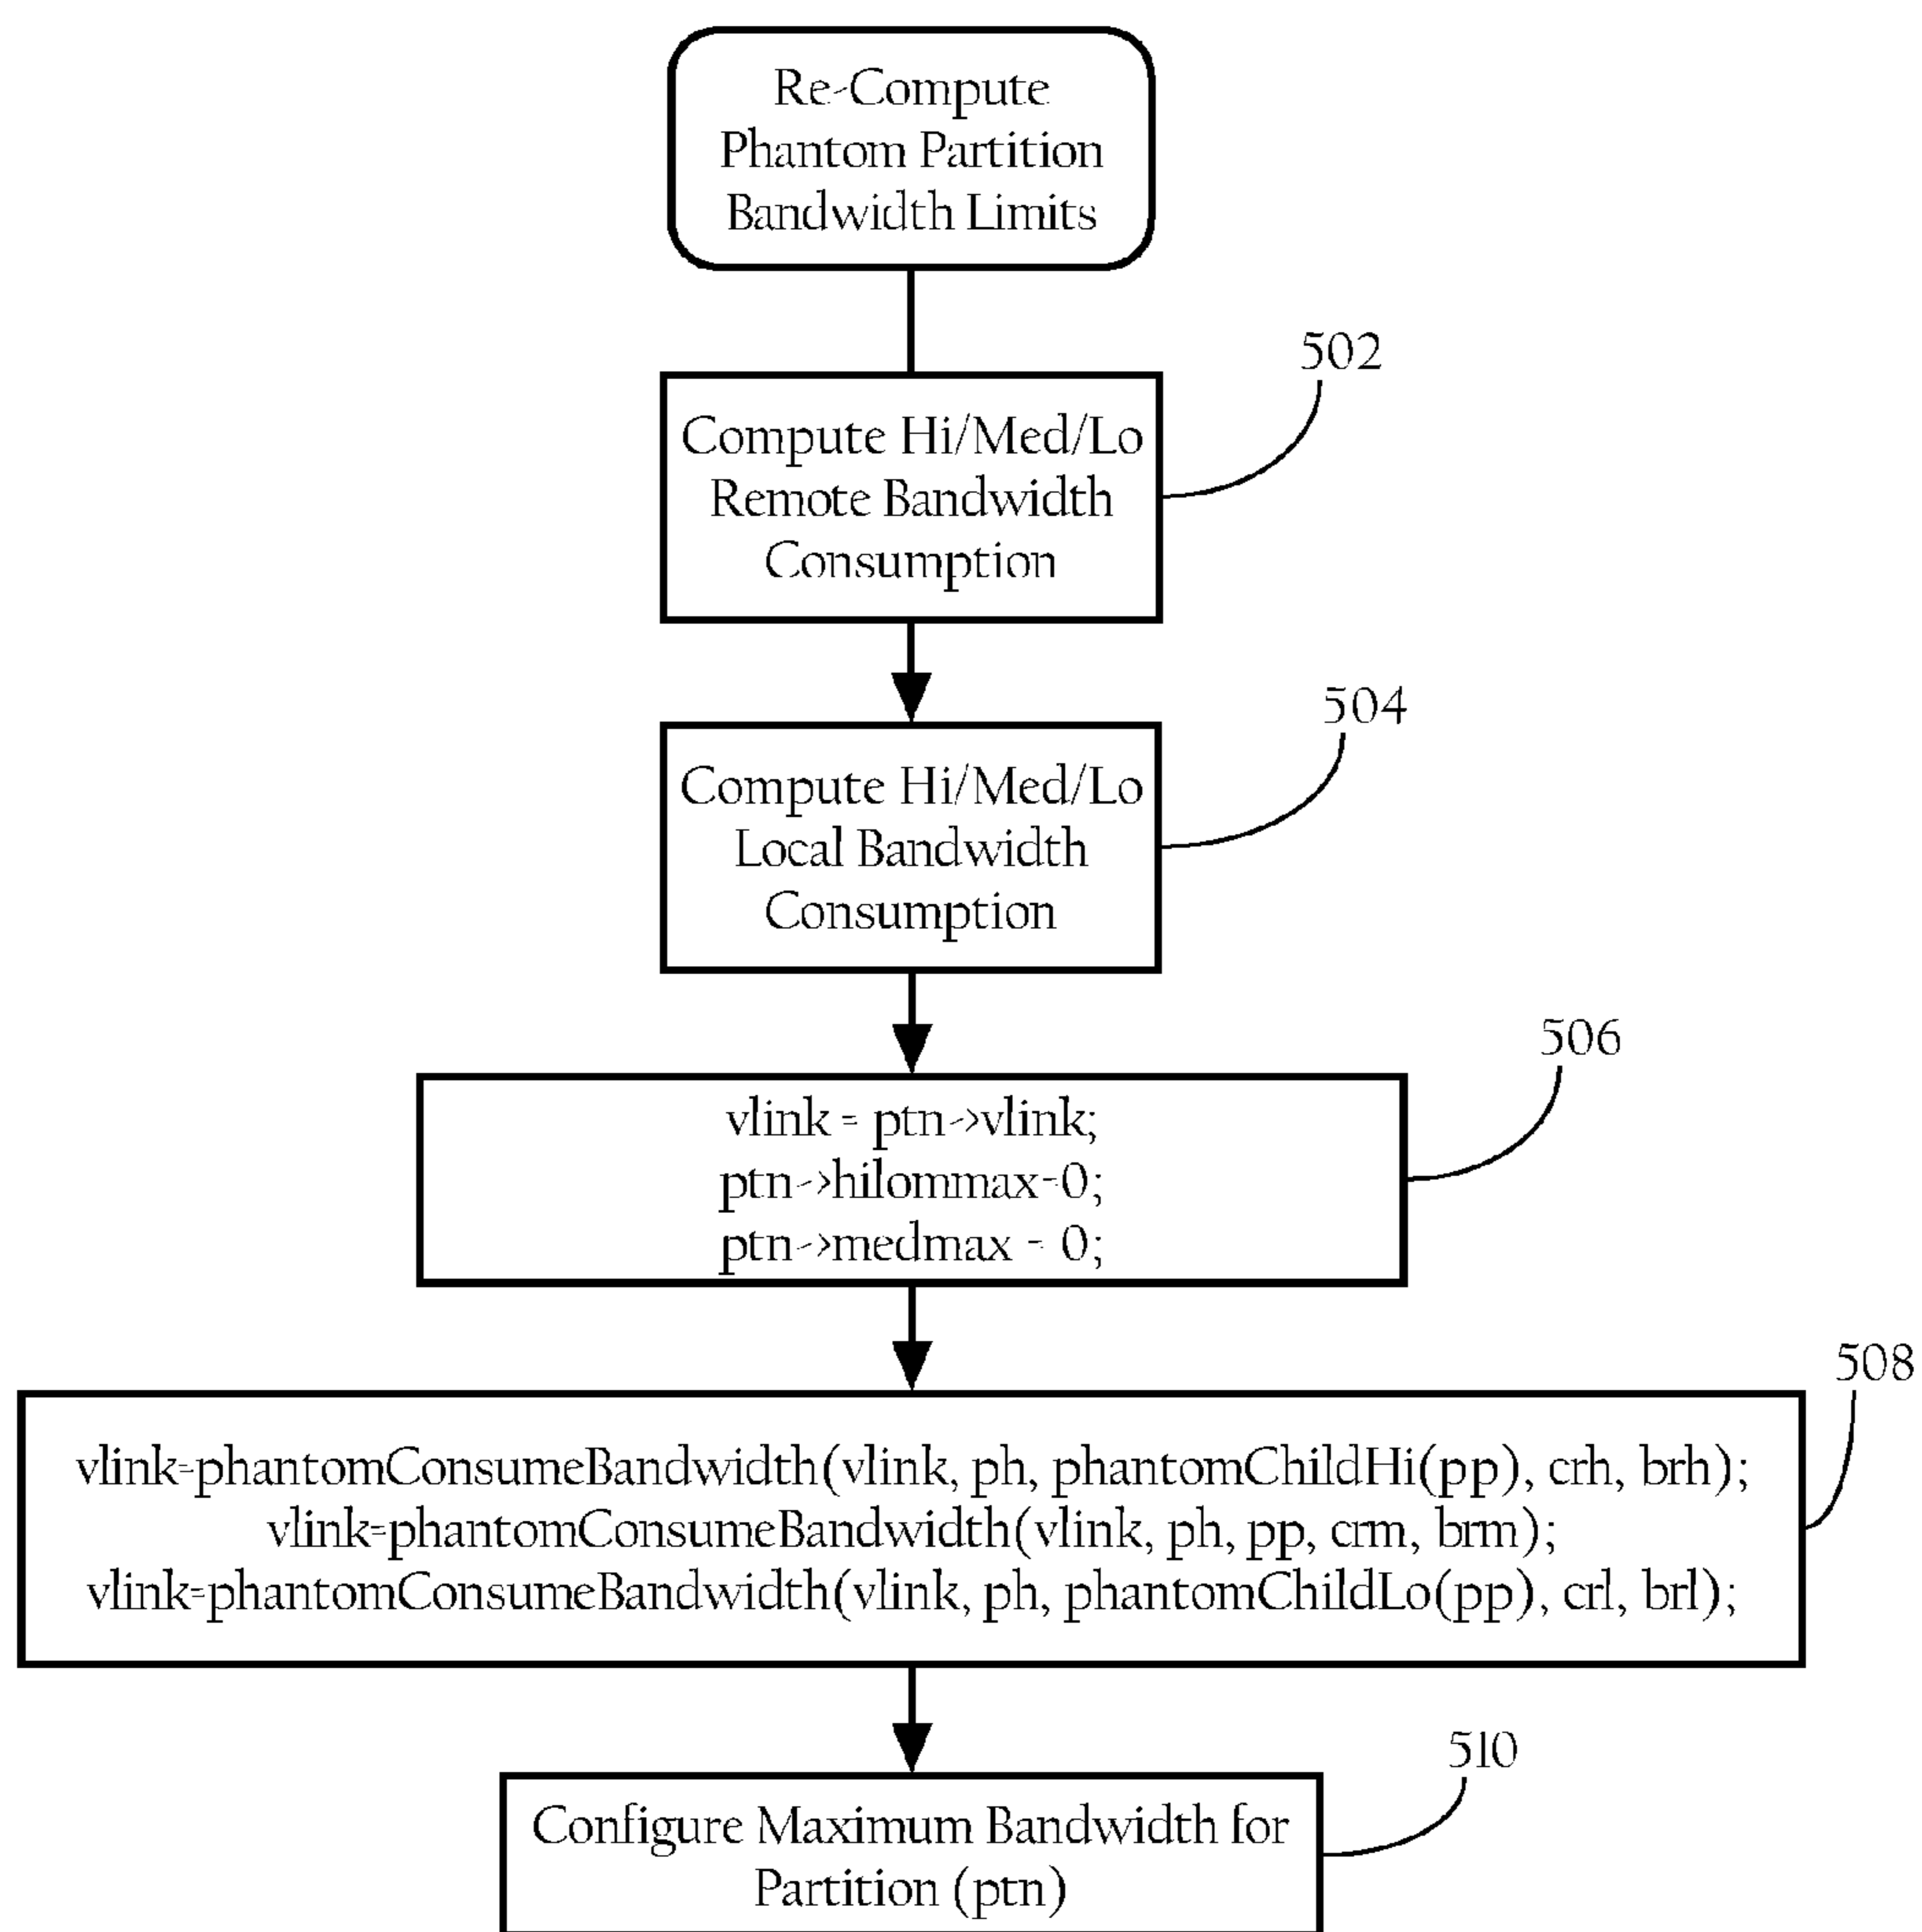 Re-Compute
Phantom Partition
Bandwidth Limits
502
Compute Hi/Med/Lo
Remote Bandwidth
Consumption
504
Compute Hi/Med/Lo
Local Bandwidth
Consumption
506
vlink = ptn->vlink;
ptn->hilommax-0;
ptn->medmax - 0;
508
vlink=phantomConsumeBandwidth(vlink, ph, phantomChildHi(pp), crh, brh);
vlink=phantomConsumeBandwidth(vlink, ph, pp, crm, brm);
vlink=phantomConsumeBandwidth(vlink, ph, phantomChildLo(pp), crl, brl);
510
Configure Maximum Bandwidth for
Partition (ptn)